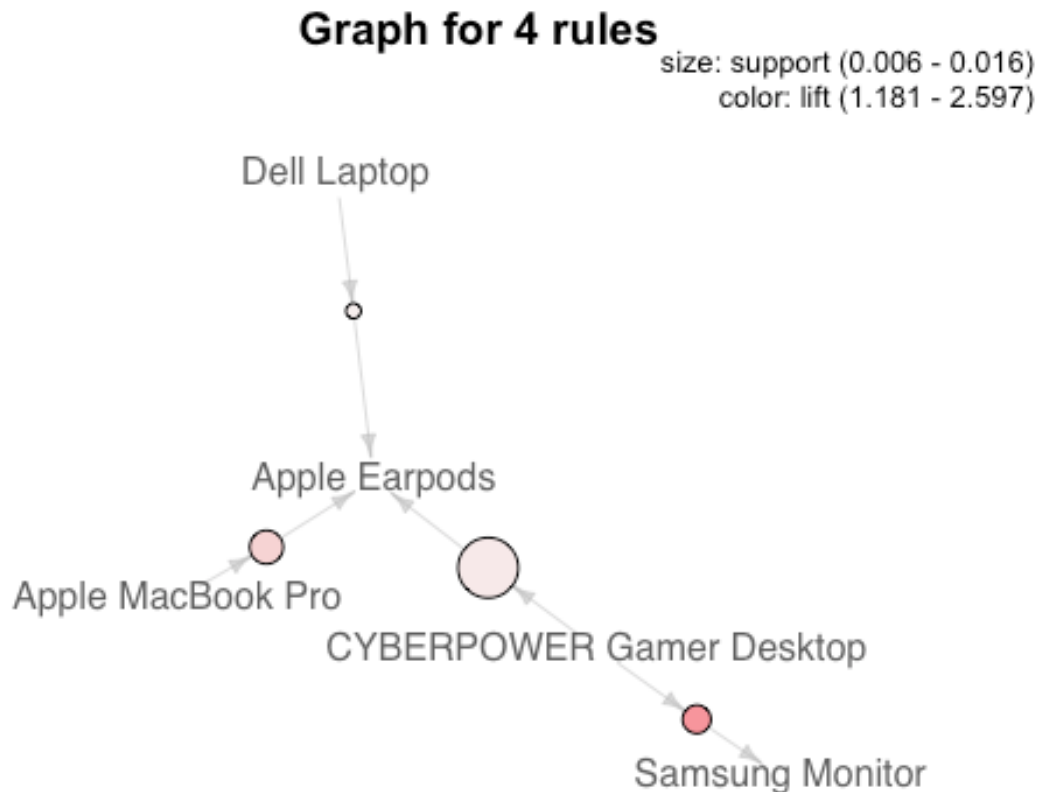 Graph for 4 rules
size: support (0.006 - 0.016)
color: lift (1.181 - 2.597)
Dell Laptop
Apple Earpods
Apple MacBook Pro
CYBERPOWER Gamer Desktop
Samsung Monitor